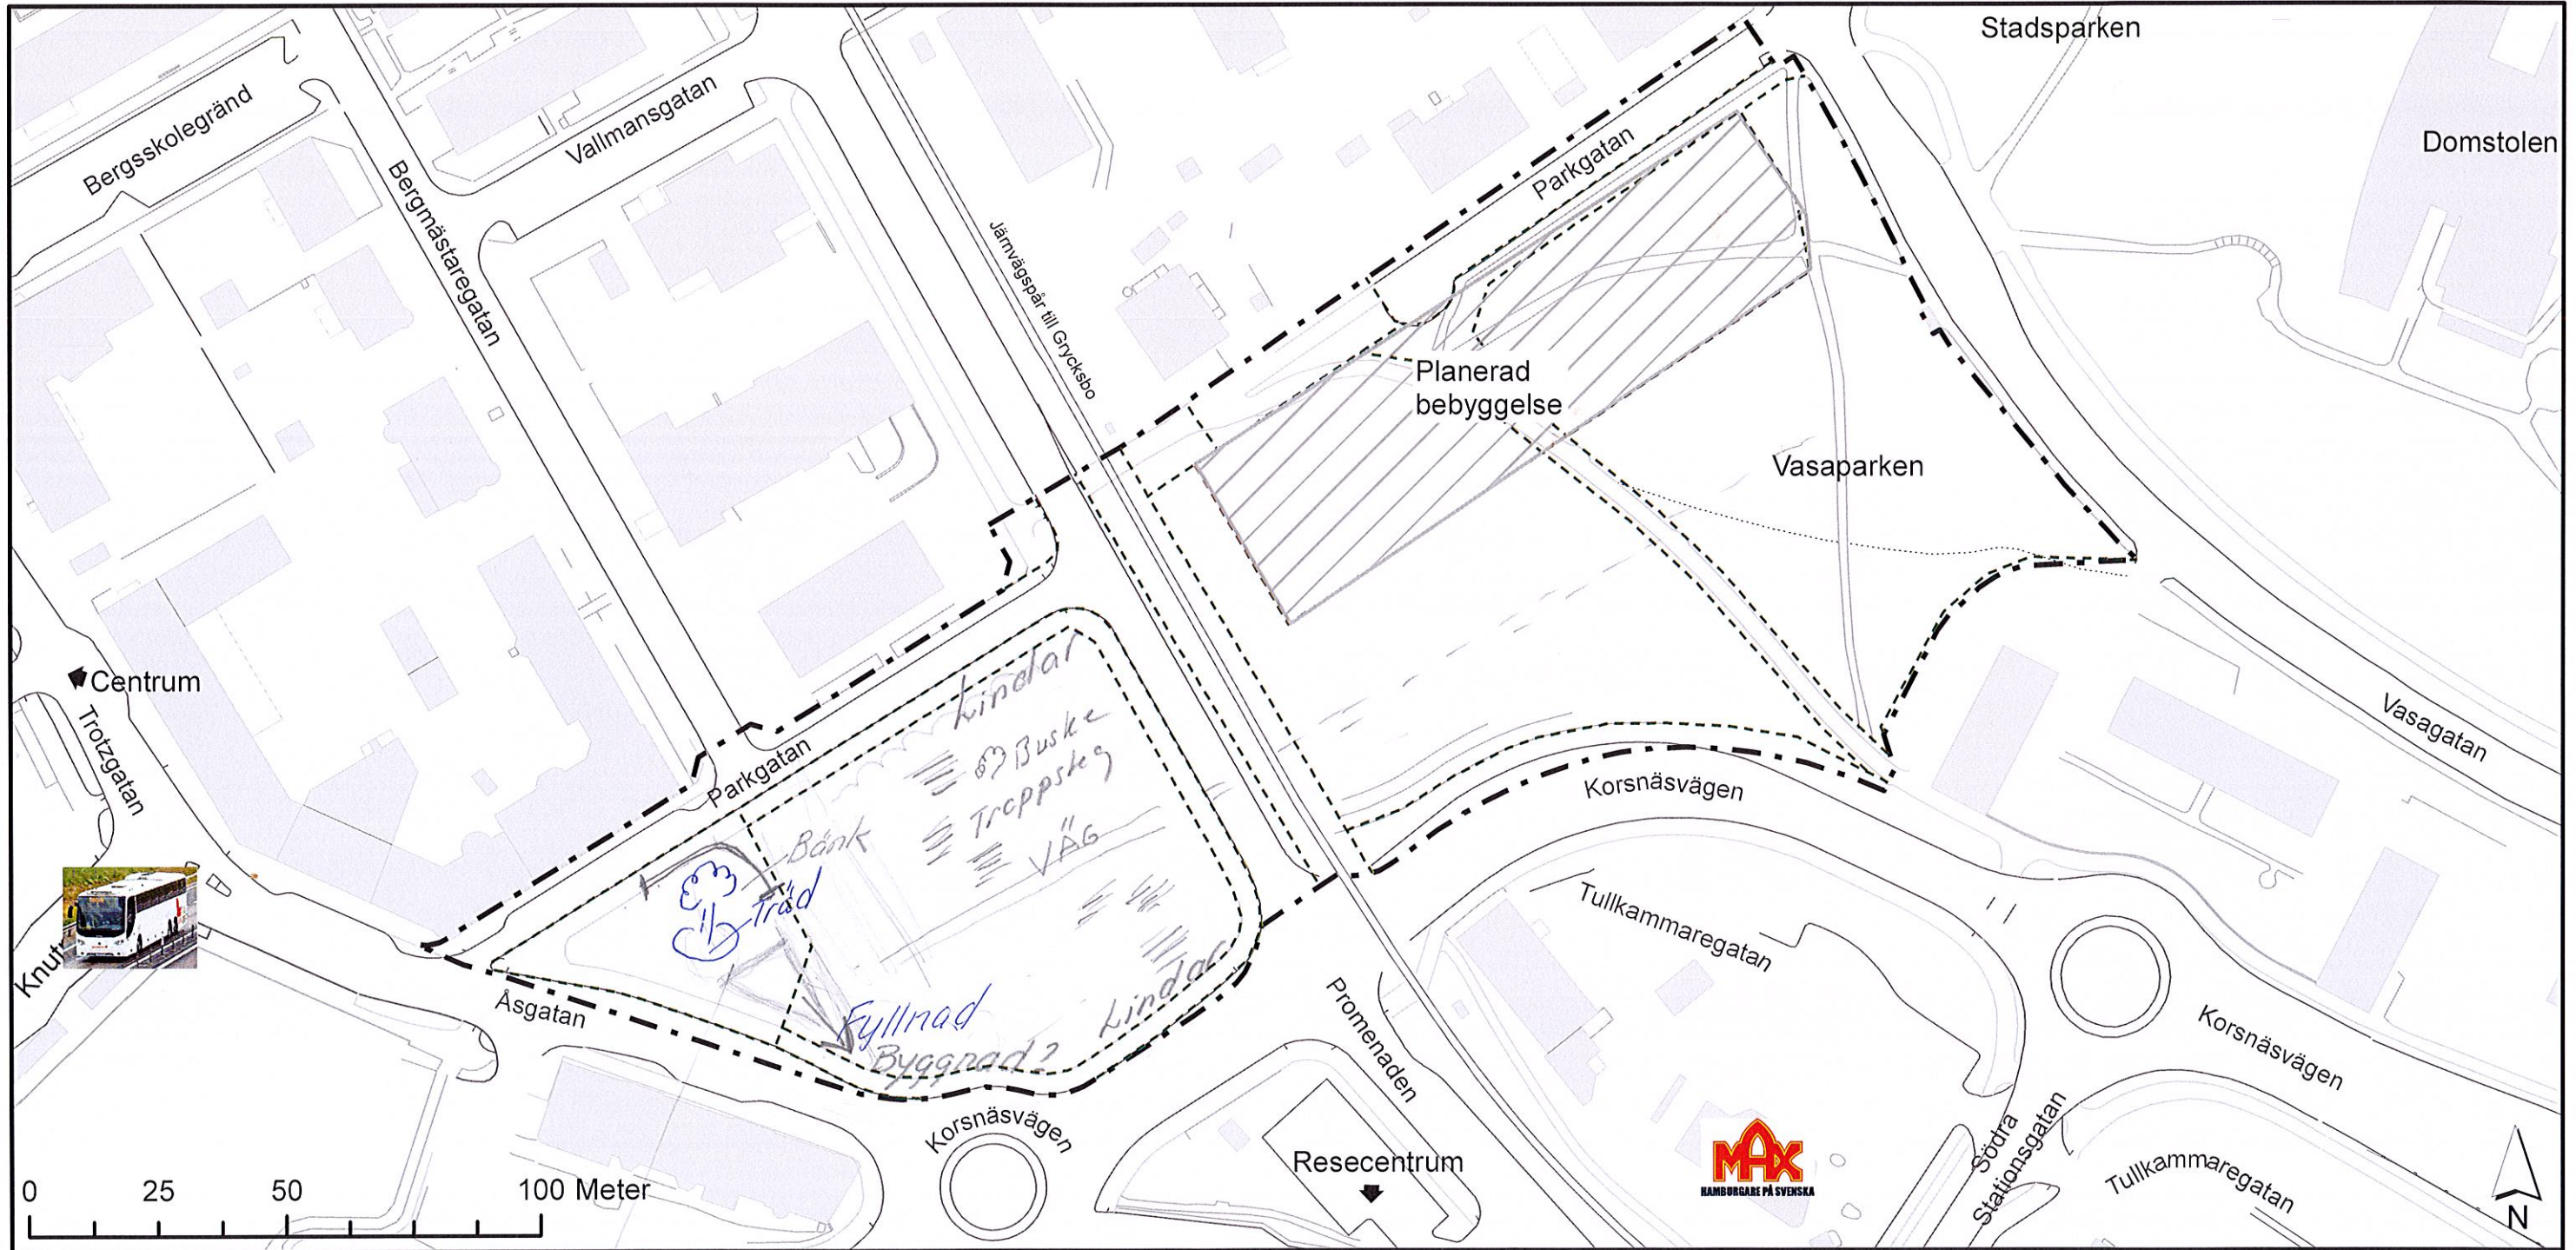 Stadsparken
Domstolen
Bergsskolegränd
Vallmansgatan
Parkgatan
Bergmästaregatan
Järnvägspår till Grycksbo
Planerad
bebyggelse
Vasaparken
Centrum
Trotzgatan
Lindar
Buske
Trappsteg
VÄG
Parkgatan
Bänk
Träd
Korsnäsvägen
Vasagatan
Tullkammaregatan
Knut
Åsgatan
Fyllnad
Byggnad?
Lindar
Promenaden
Korsnäsvägen
Korsnäsvägen
Resecentrum
MAX
HAMBURGARE PÅ SVENSKA
Södra
Stationsgatan
Tullkammaregatan
0 25 50 100 Meter
N